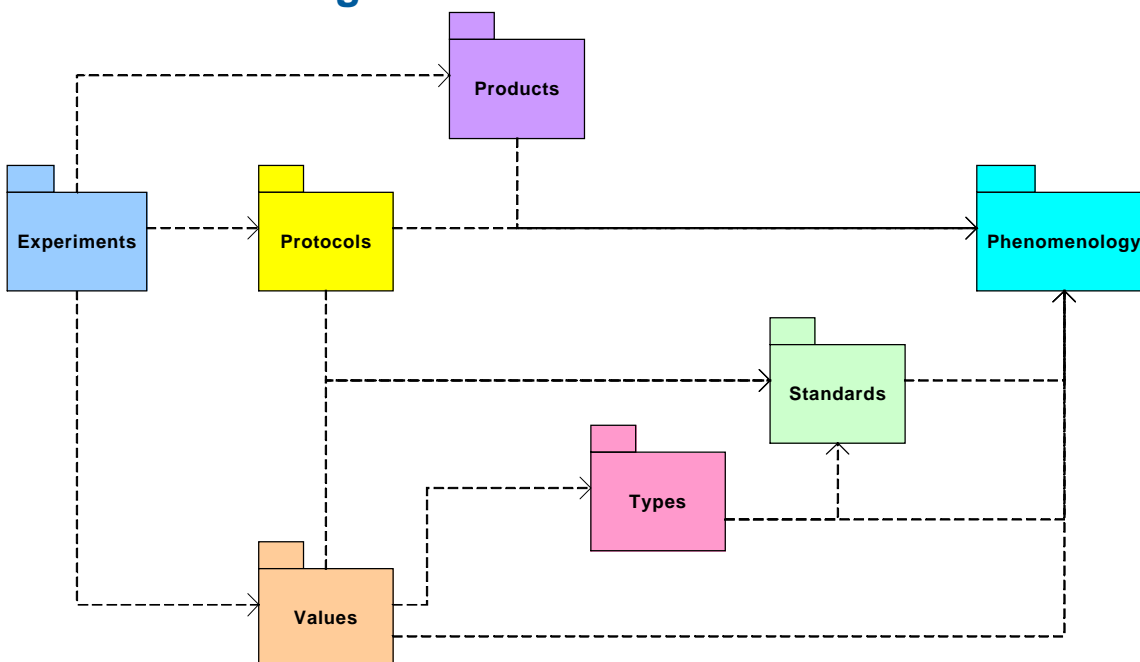 Products
Experiments
Protocols
Phenomenology
Standards
Types
Values